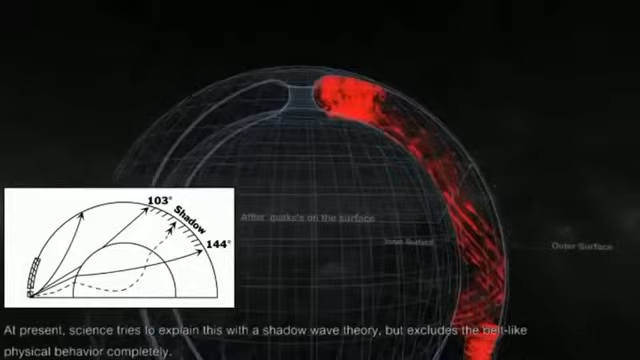 103°
Shadow
144°
Affter quake's on the surface
Inner Surface
Outer Surface
At present, science tries to explain this with a shadow wave theory, but excludes the belt-like
physical behavior completely.